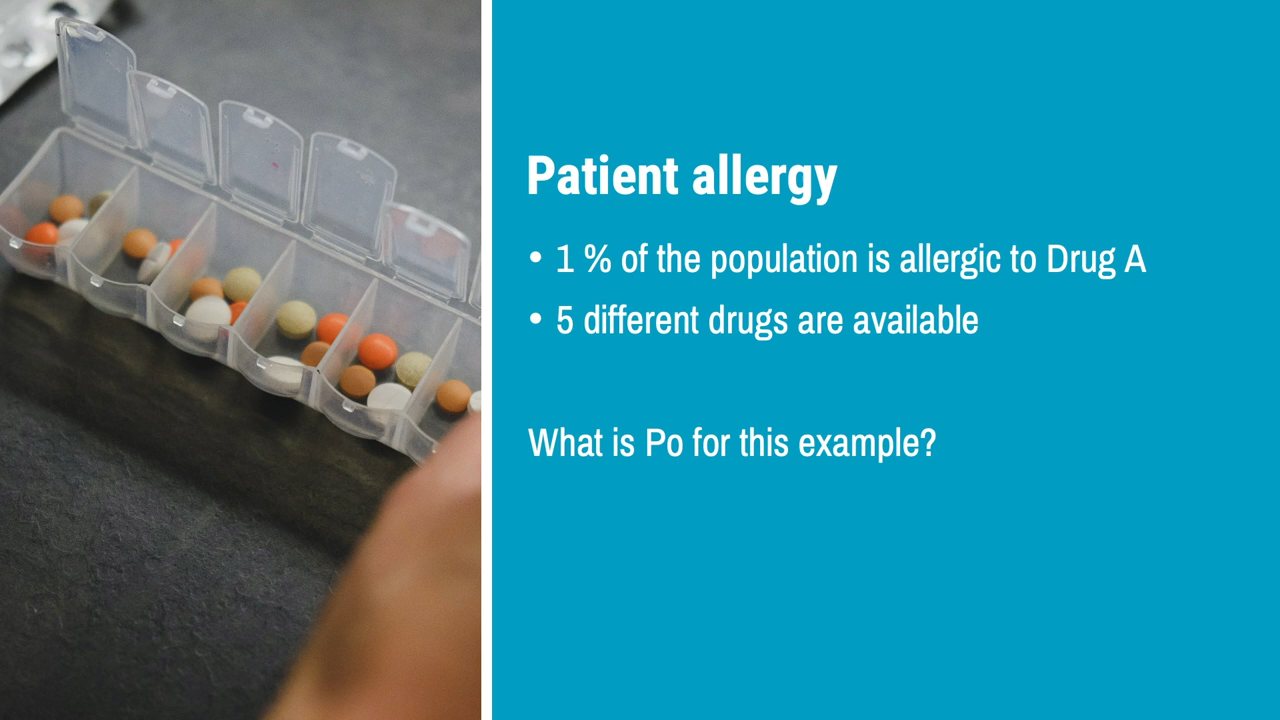 Patient allergy
• 1 % of the population is allergic to Drug A
• 5 different drugs are available
What is Po for this example?